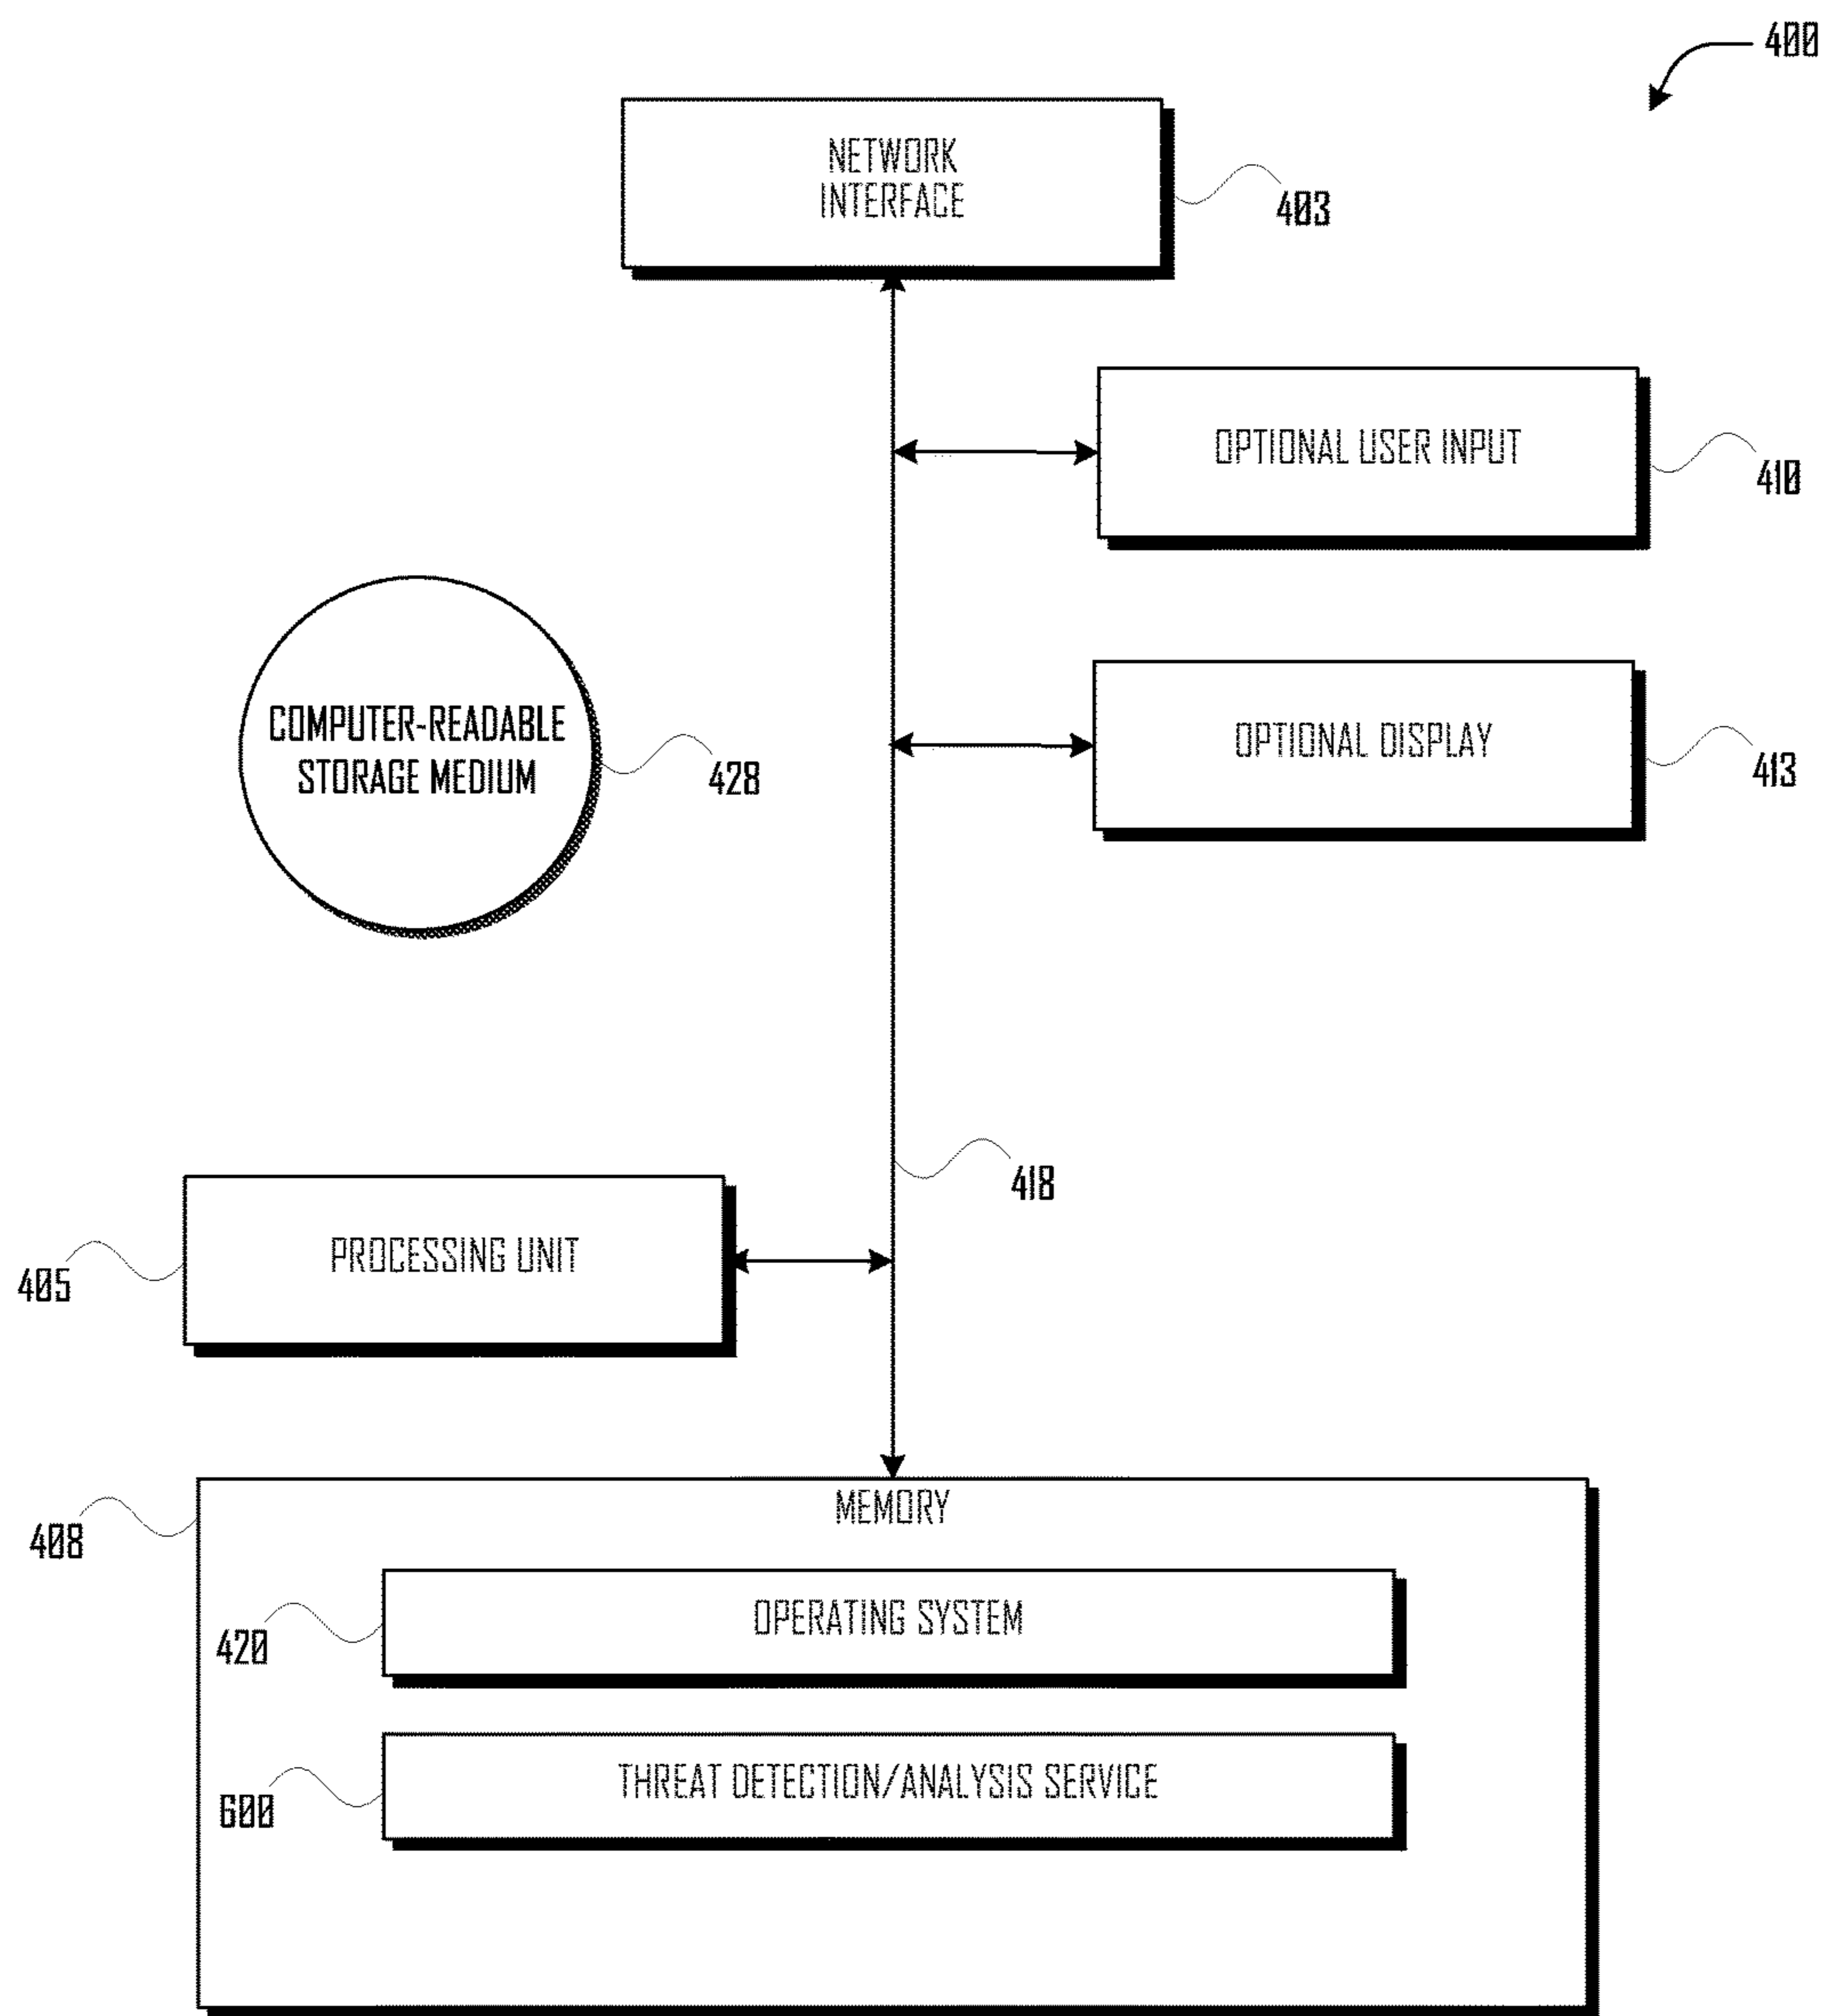 400
NETWORK
INTERFACE
403
OPTIONAL USER INPUT
410
COMPUTER-READABLE
STORAGE MEDIUM
428
OPTIONAL DISPLAY
413
418
PROCESSING UNIT
405
MEMORY
408
OPERATING SYSTEM
420
THREAT DETECTION/ANALYSIS SERVICE
600